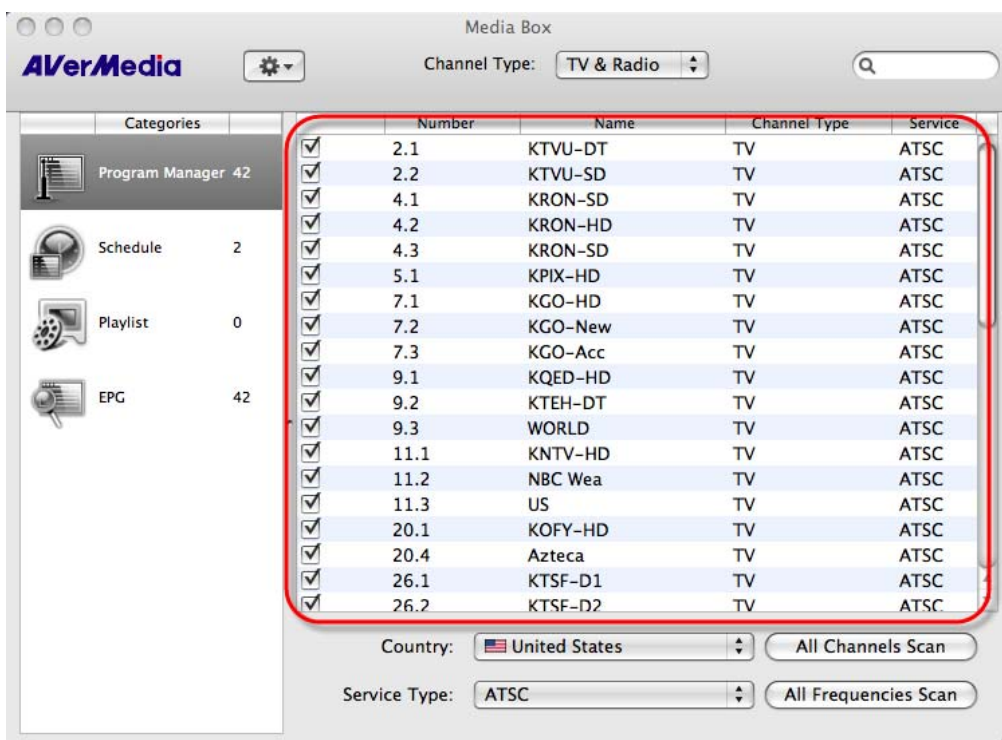 Media Box
AVerMedia
Channel Type: TV & Radio
Categories
Number Name Channel Type Service
Program Manager 42
Schedule 2
Playlist 0
EPG 42
2.1 KTVU-DT TV ATSC
2.2 KTVU-SD TV ATSC
4.1 KRON-SD TV ATSC
4.2 KRON-HD TV ATSC
4.3 KRON-SD TV ATSC
5.1 KPIX-HD TV ATSC
7.1 KGO-HD TV ATSC
7.2 KGO-New TV ATSC
7.3 KGO-Acc TV ATSC
9.1 KQED-HD TV ATSC
9.2 KTEH-DT TV ATSC
9.3 WORLD TV ATSC
11.1 KNTV-HD TV ATSC
11.2 NBC Wea TV ATSC
11.3 US TV ATSC
20.1 KOFY-HD TV ATSC
20.4 Azteca TV ATSC
26.1 KTSF-D1 TV ATSC
26.2 KTSF-D2 TV ATSC
Country: United States All Channels Scan
Service Type: ATSC All Frequencies Scan